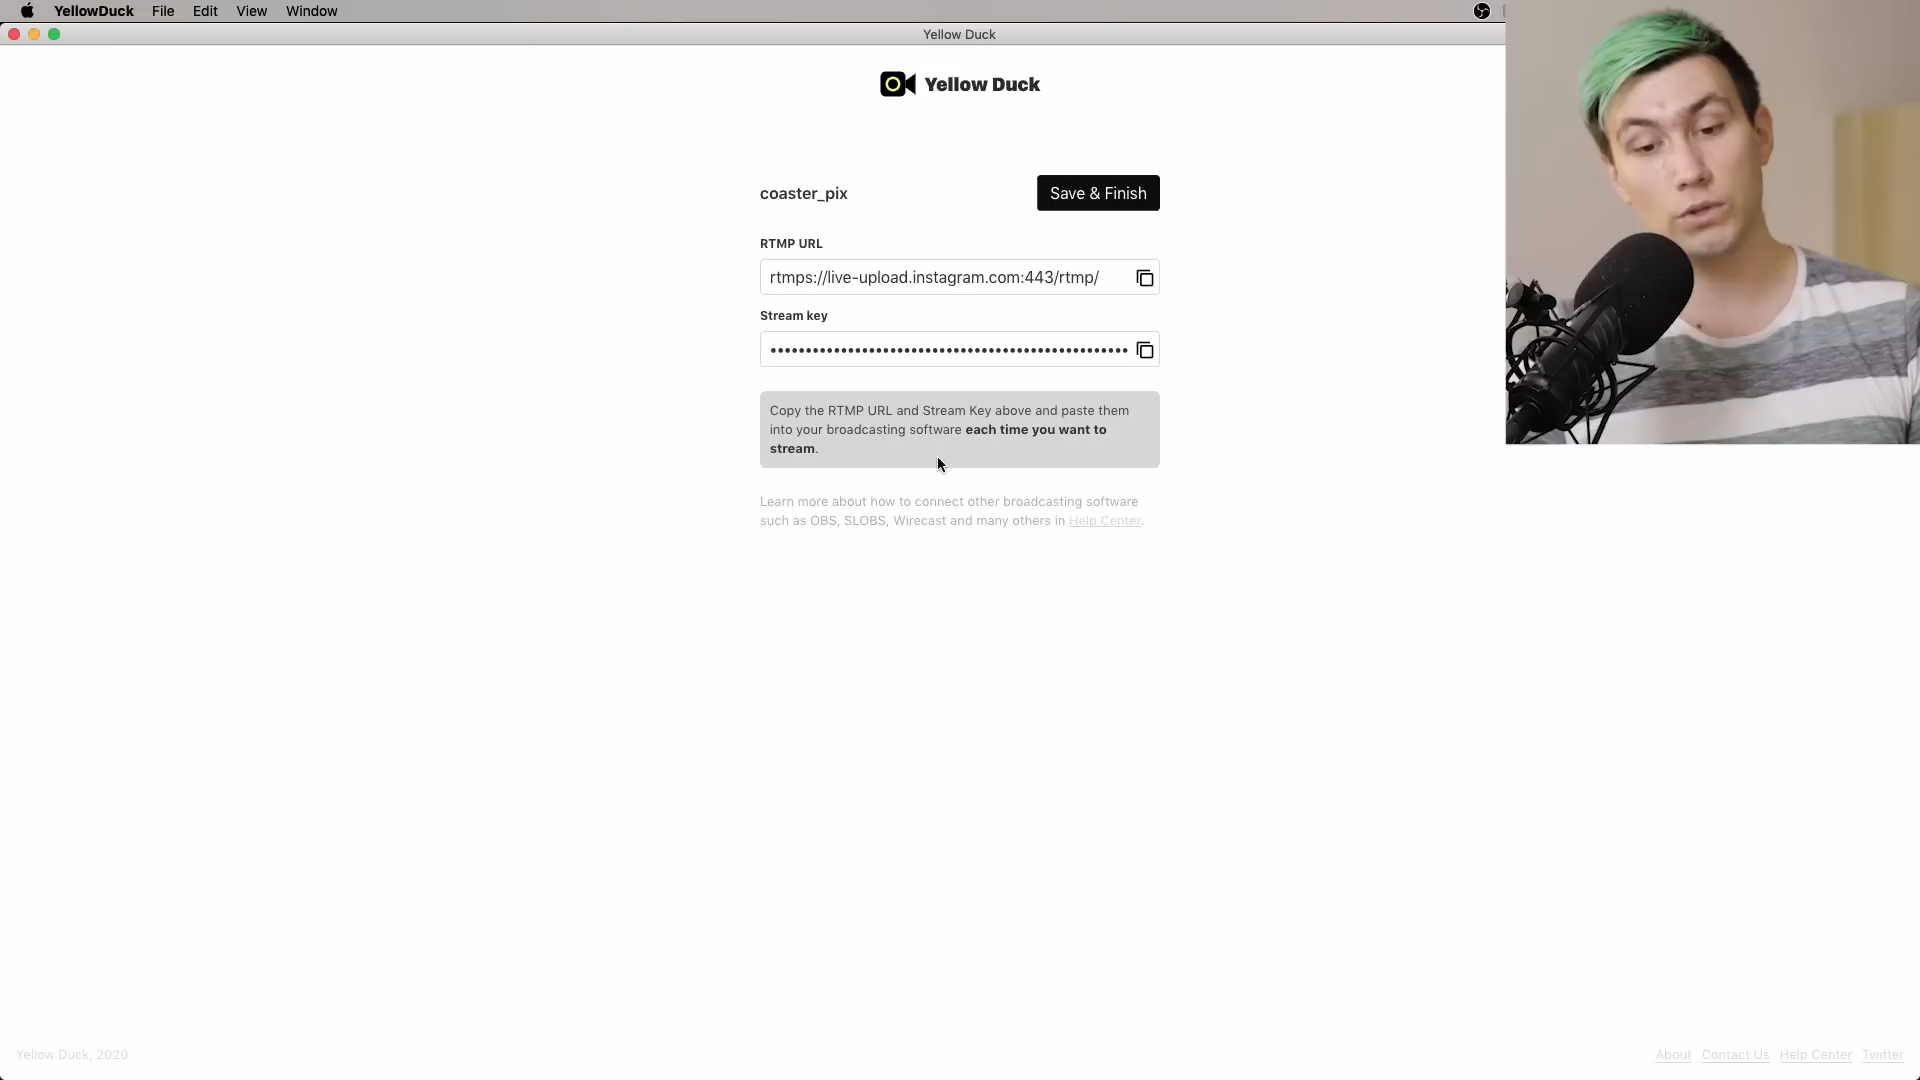 YellowDuck File Edit View Window
Yellow Duck
Yellow Duck
coaster_pix
Save & Finish
RTMP URL
rtmps://live-upload.instagram.com:443/rtmp/
Stream key
••••••••••••••••••••••••••••••••••••••••••••••••••••
Copy the RTMP URL and Stream Key above and paste them
into your broadcasting software each time you want to
stream.
Learn more about how to connect other broadcasting software
such as OBS, SLOBS, Wirecast and many others in Help Center.
Yellow Duck, 2020
About Contact Us Help Center Twitter